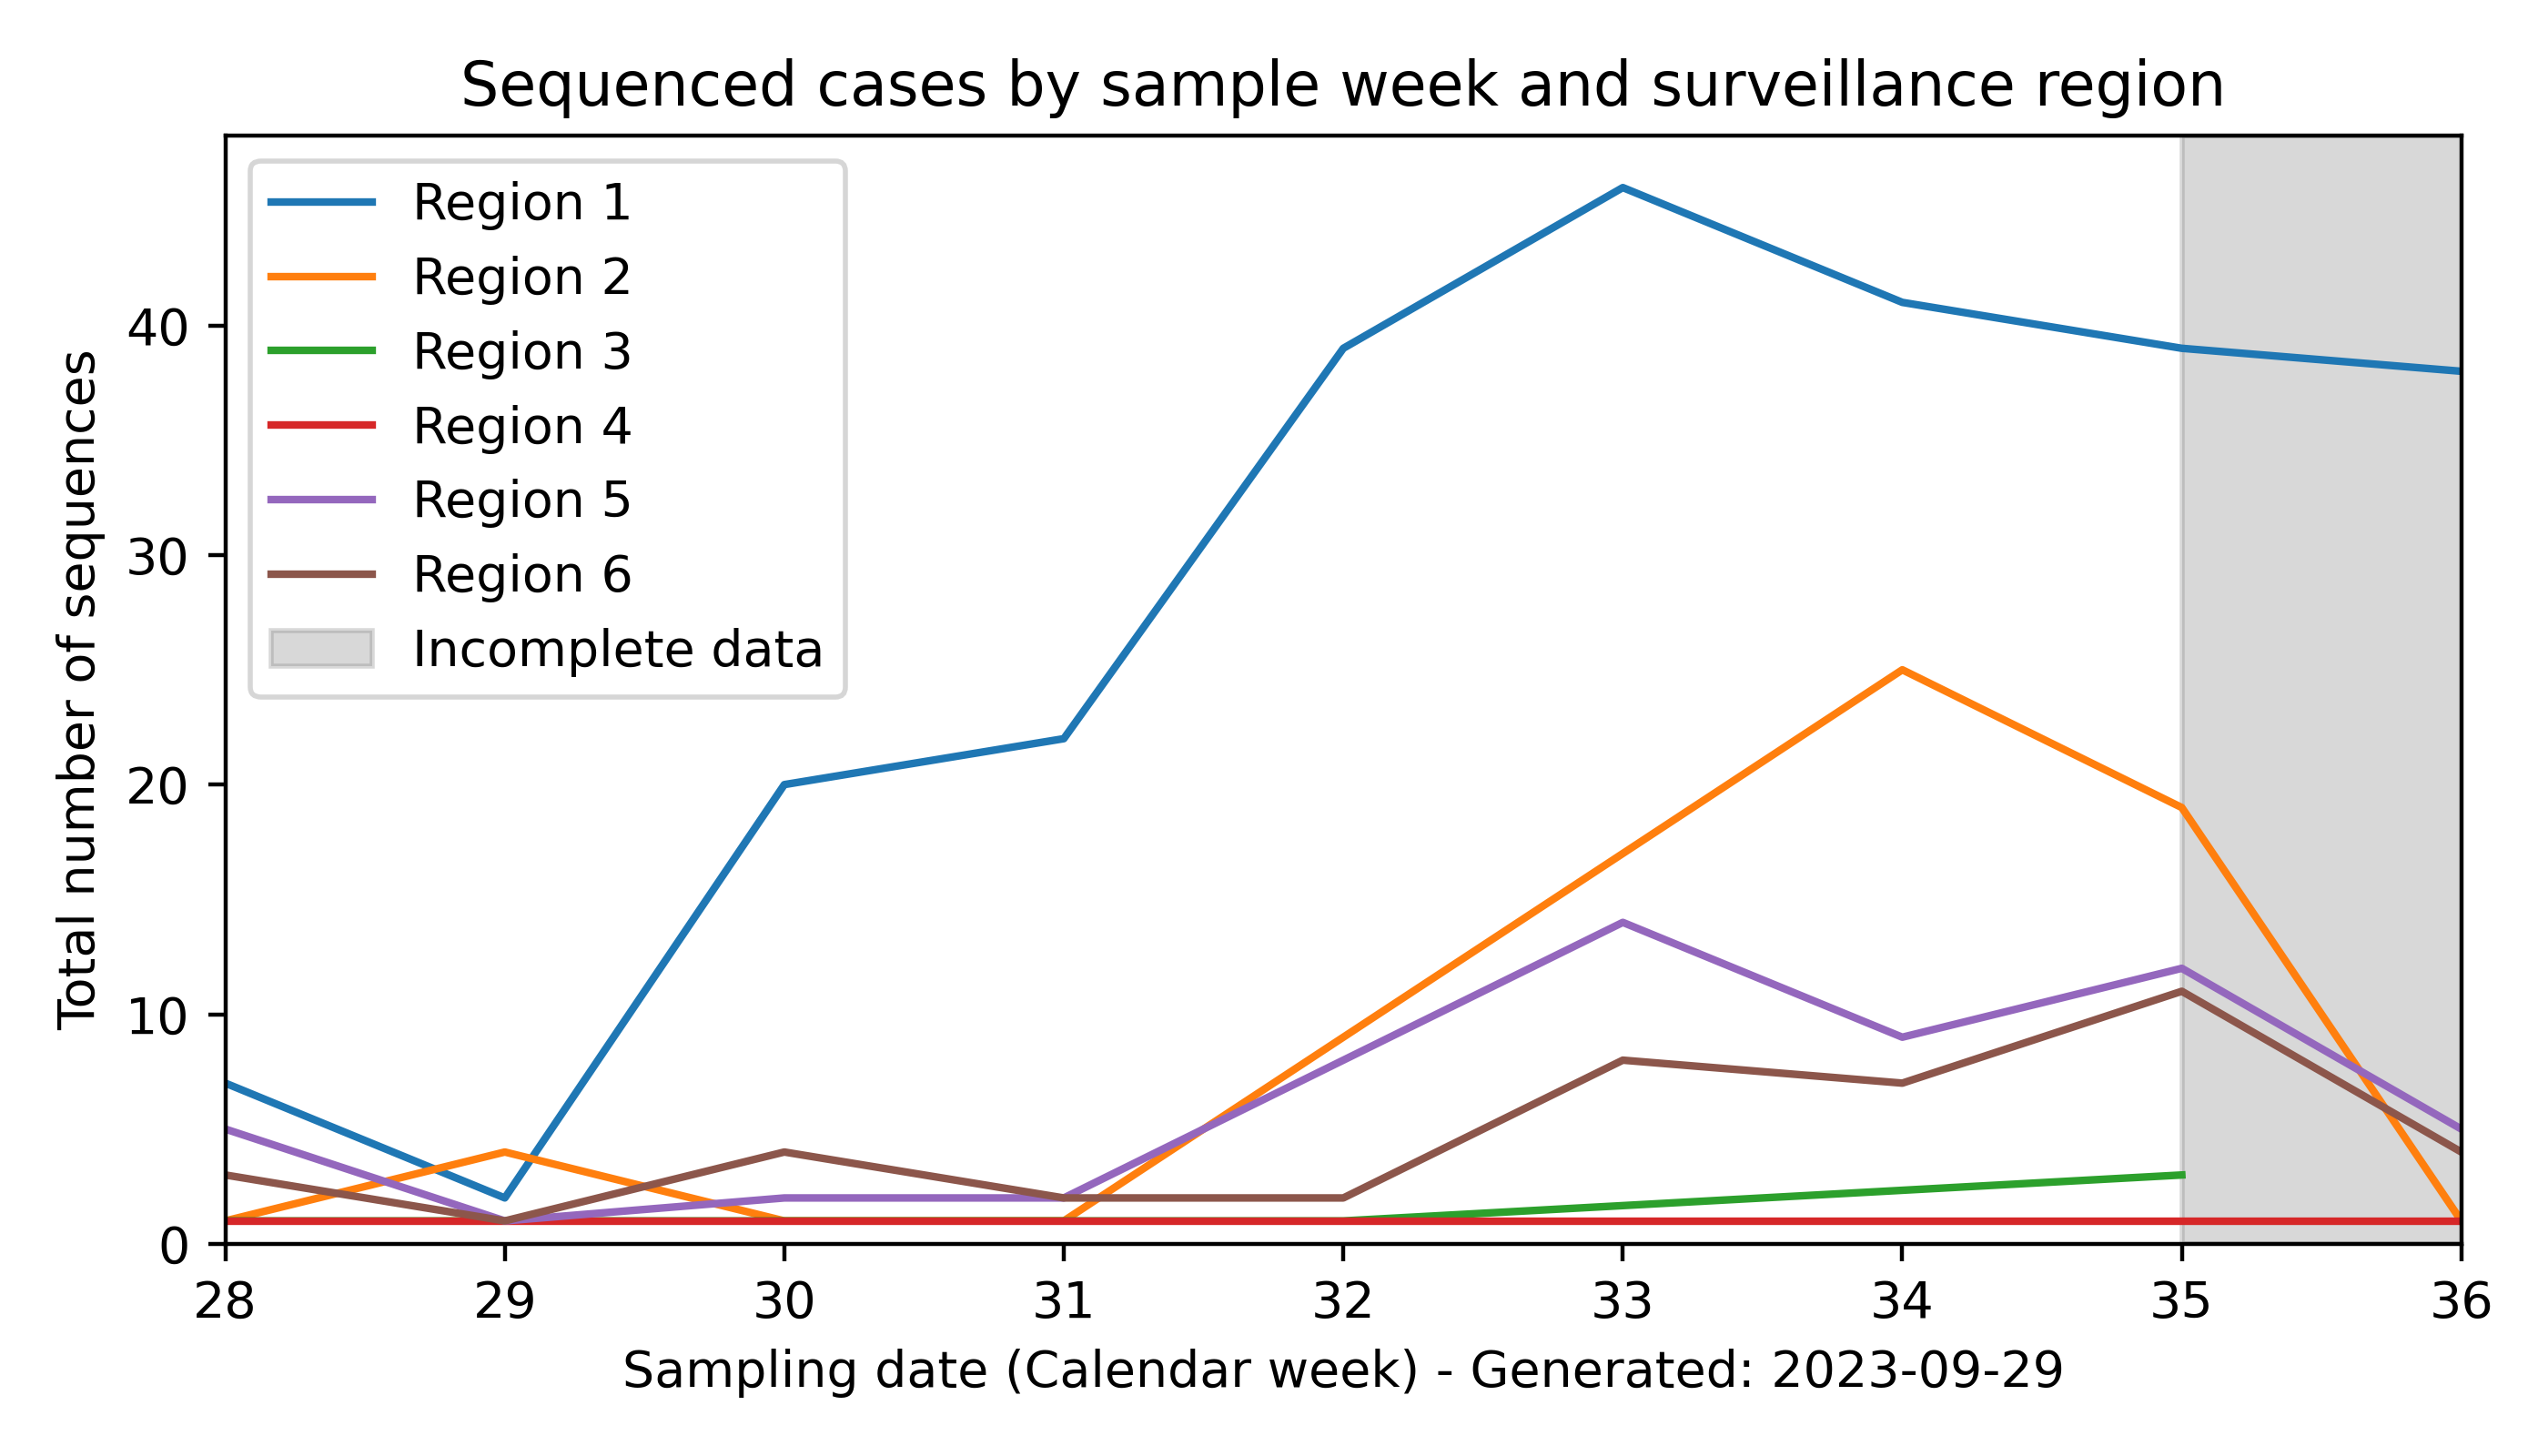 Sequenced cases by sample week and surveillance region
Region 1
Region 2
Region 3
Region 4
Region 5
Region 6
Incomplete data
Total number of sequences
40
30
20
10
0
28 29 30 31 32 33 34 35 36
Sampling date (Calendar week) - Generated: 2023-09-29